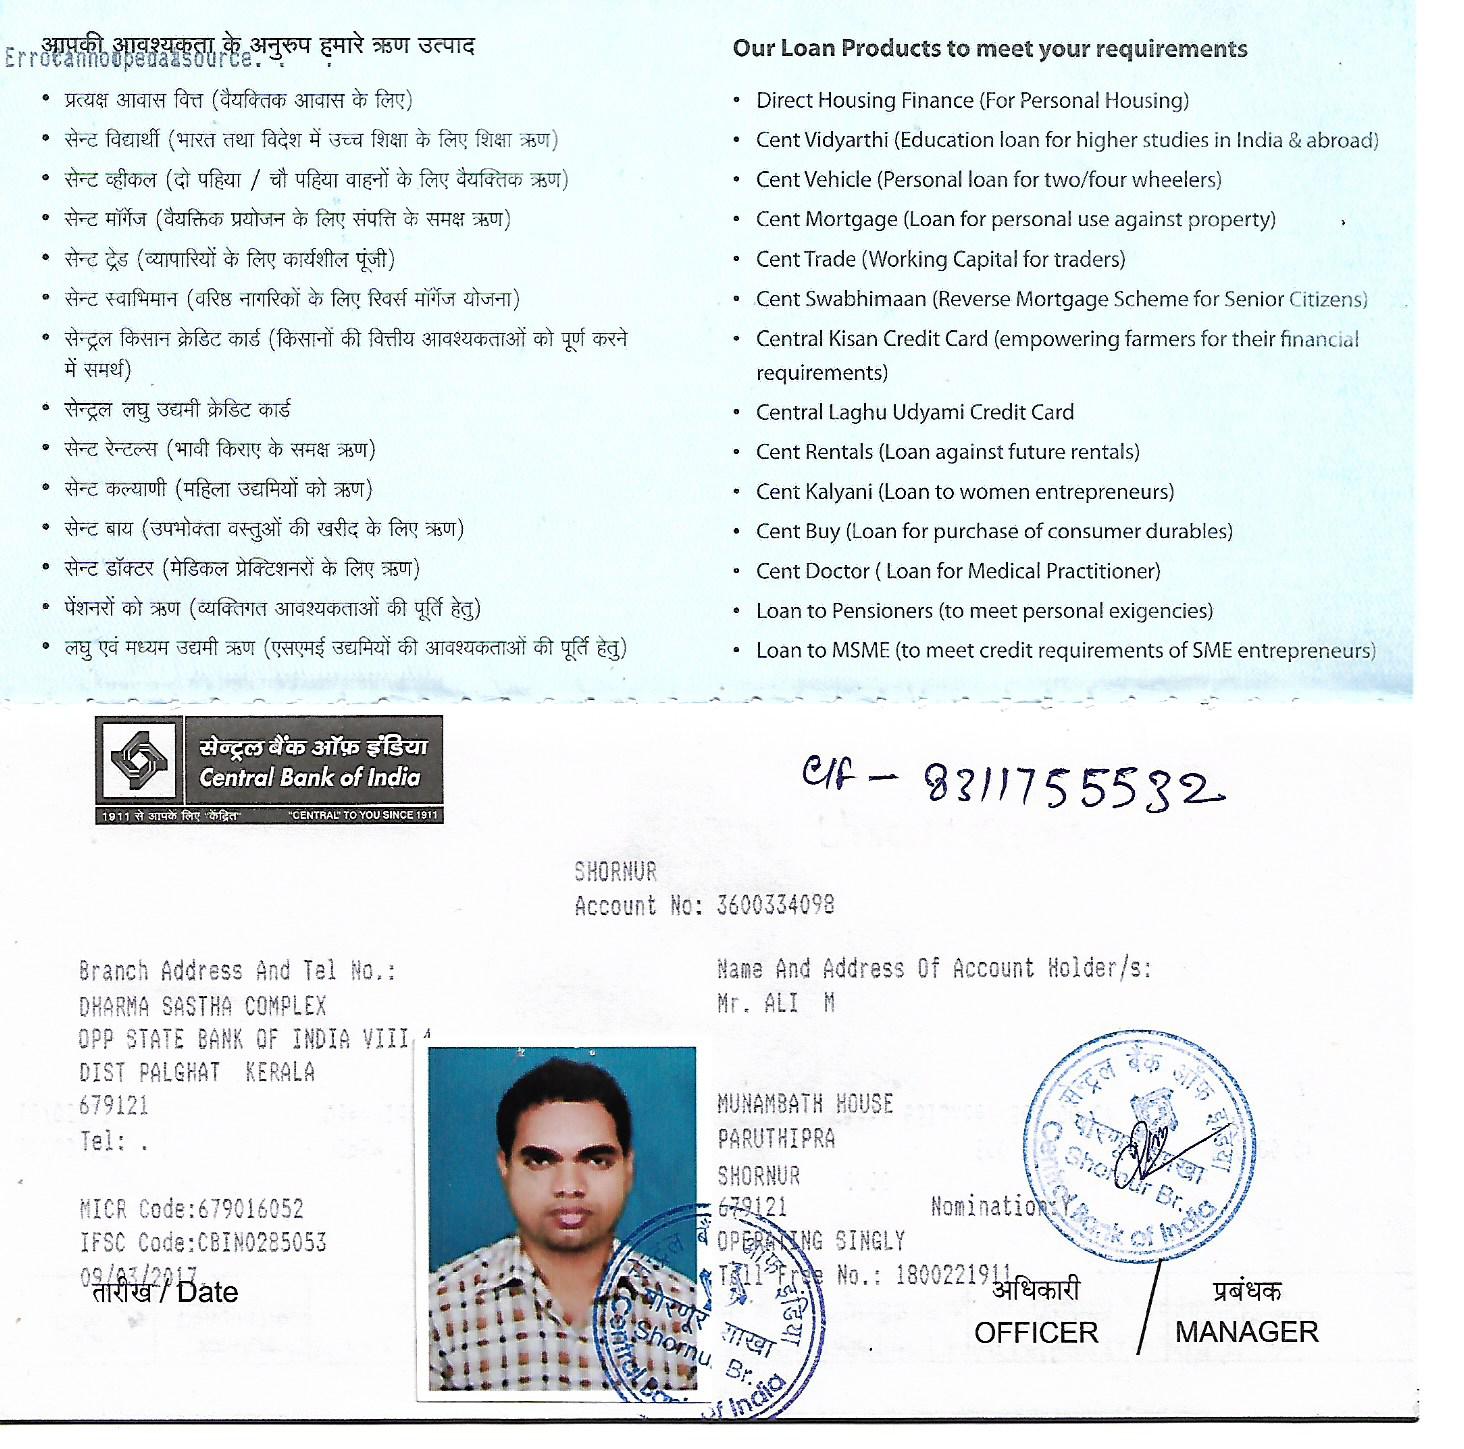 आपकी आवश्यकता के अनुरुप हमारे ऋण उत्पाद
• प्रत्यक्ष आवास वित्त (वैयक्तिक आवास के लिए)
• सेन्ट विद्यार्थी (भारत तथा विदेश में उच्च शिक्षा के लिए शिक्षा ऋण)
• सेन्ट व्हीकल (दो पहिया / चौ पहिया वाहनों के लिए वैयक्तिक ऋण)
• सेन्ट मॉर्गेज (वैयक्तिक प्रयोजन के लिए संपत्ति के समक्ष ऋण)
• सेन्ट ट्रेड (व्यापारियों के लिए कार्यशील पूंजी)
• सेन्ट स्वाभिमान (वरिष्ठ नागरिकों के लिए रिवर्स मॉर्गेज योजना)
• सेन्ट्रल किसान क्रेडिट कार्ड (किसानों की वित्तीय आवश्यकताओं को पूर्ण करने
में समर्थ)
• सेन्ट्रल लघु उद्यमी क्रेडिट कार्ड
• सेन्ट रेन्टल्स (भावी किराए के समक्ष ऋण)
• सेन्ट कल्याणी (महिला उद्यमियों को ऋण)
• सेन्ट बाय (उपभोक्ता वस्तुओं की खरीद के लिए ऋण)
• सेन्ट डॉक्टर (मेडिकल प्रेक्टिशनरों के लिए ऋण)
• पेंशनरों को ऋण (व्यक्तिगत आवश्यकताओं की पूर्ति हेतु)
• लघु एवं मध्यम उद्यमी ऋण (एसएमई उद्यमियों की आवश्यकताओं की पूर्ति हेतु)
Our Loan Products to meet your requirements
• Direct Housing Finance (For Personal Housing)
• Cent Vidyarthi (Education loan for higher studies in India & abroad)
• Cent Vehicle (Personal loan for two/four wheelers)
• Cent Mortgage (Loan for personal use against property)
• Cent Trade (Working Capital for traders)
• Cent Swabhimaan (Reverse Mortgage Scheme for Senior Citizens)
• Central Kisan Credit Card (empowering farmers for their financial
requirements)
• Central Laghu Udyami Credit Card
• Cent Rentals (Loan against future rentals)
• Cent Kalyani (Loan to women entrepreneurs)
• Cent Buy (Loan for purchase of consumer durables)
• Cent Doctor ( Loan for Medical Practitioner)
• Loan to Pensioners (to meet personal exigencies)
• Loan to MSME (to meet credit requirements of SME entrepreneurs)
सेन्ट्रल बैंक ऑफ़ इंडिया
Central Bank of India
1911 से आपके लिए "केंद्रित" "CENTRAL" TO YOU SINCE 1911
CIF - 8311755532
SHORNUR
Account No: 3600334098
Branch Address And Tel No.:
DHARMA SASTHA COMPLEX
OPP STATE BANK OF INDIA VIII
DIST PALGHAT KERALA
679121
Tel: .
MICR Code:679016052
IFSC Code:CBIN0285053
09/03/2017
तारीख / Date
Name And Address Of Account Holder/s:
Mr. ALI M
MUNAMBATH HOUSE
PARUTHIPRA
SHORNUR
679121 Nomination:Y
OPERATING SINGLY
Toll Free No.: 1800221911
सेन्ट्रल बैंक ऑफ इंडिया
शोरणूर शाखा
Shornur Br.
Central Bank of India
सेन्ट्रल बैंक ऑफ इंडिया
शोरणूर शाखा
Shornur Br.
Central Bank of India
अधिकारी / प्रबंधक
OFFICER / MANAGER